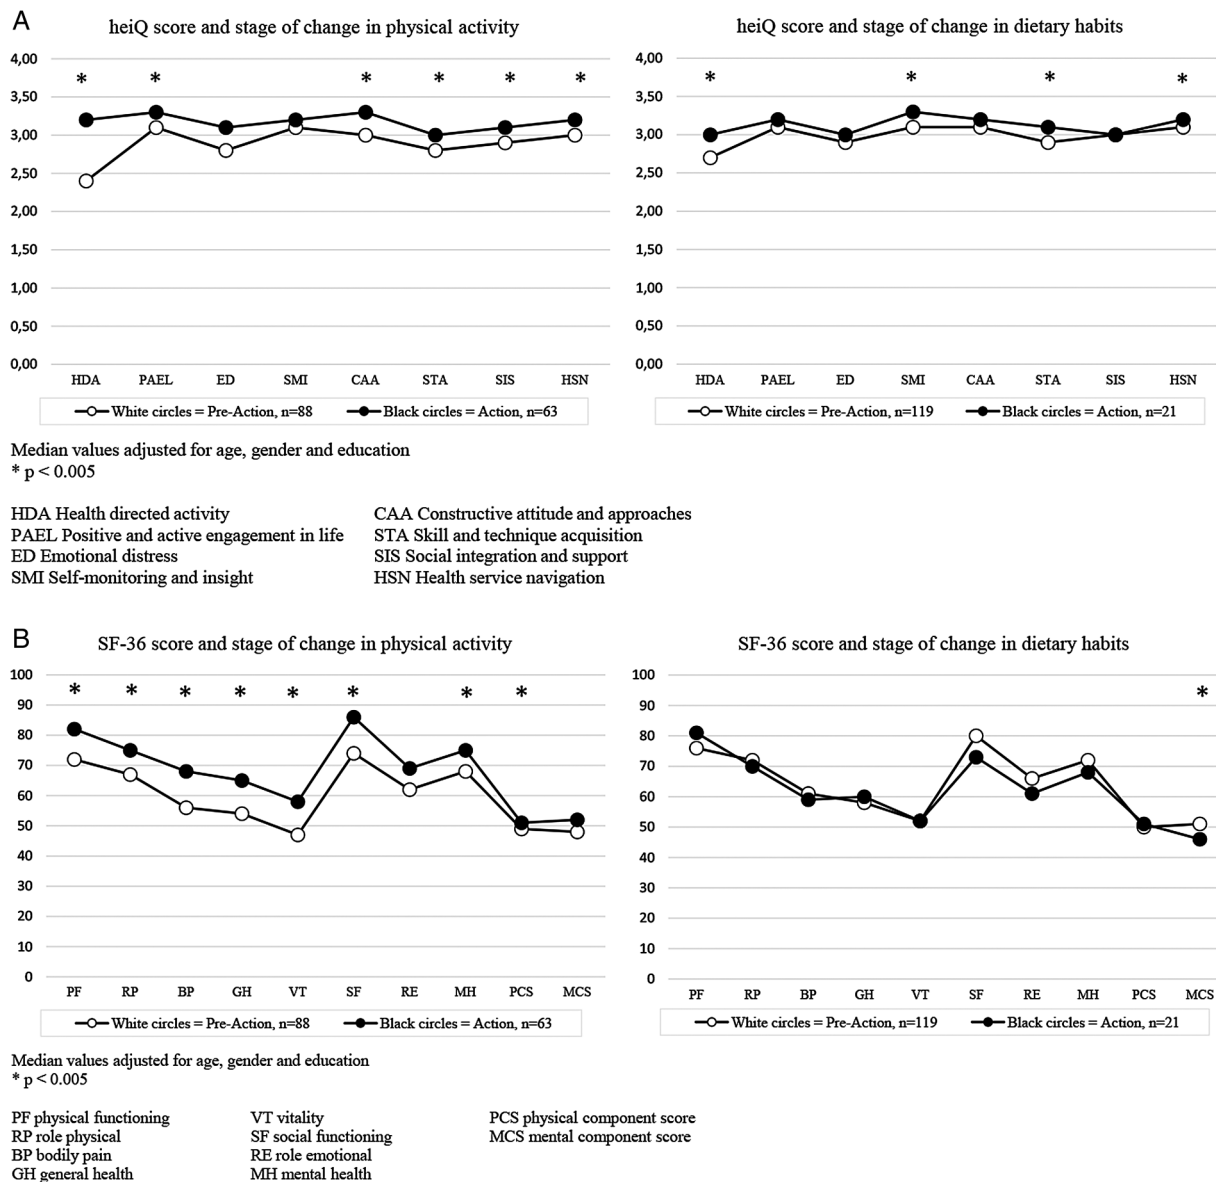 A
heiQ score and stage of change in physical activity
4,00
3,50
3,00
2,50
2,00
1,50
1,00
0,50
0,00
* * * * * *
HDA PAEL ED SMI CAA STA SIS HSN
White circles = Pre-Action, n=88 Black circles = Action, n=63
heiQ score and stage of change in dietary habits
4,00
3,50
3,00
2,50
2,00
1,50
1,00
0,50
0,00
* * * *
HDA PAEL ED SMI CAA STA SIS HSN
White circles = Pre-Action, n=119 Black circles = Action, n=21
Median values adjusted for age, gender and education
* p < 0.005
HDA Health directed activity
PAEL Positive and active engagement in life
ED Emotional distress
SMI Self-monitoring and insight
CAA Constructive attitude and approaches
STA Skill and technique acquisition
SIS Social integration and support
HSN Health service navigation
B
SF-36 score and stage of change in physical activity
100
90
80
70
60
50
40
30
20
10
0
* * * * * * * *
PF RP BP GH VT SF RE MH PCS MCS
White circles = Pre-Action, n=88 Black circles = Action, n=63
SF-36 score and stage of change in dietary habits
100
90
80
70
60
50
40
30
20
10
0
*
PF RP BP GH VT SF RE MH PCS MCS
White circles = Pre-Action, n=119 Black circles = Action, n=21
Median values adjusted for age, gender and education
* p < 0.005
PF physical functioning
RP role physical
BP bodily pain
GH general health
VT vitality
SF social functioning
RE role emotional
MH mental health
PCS physical component score
MCS mental component score